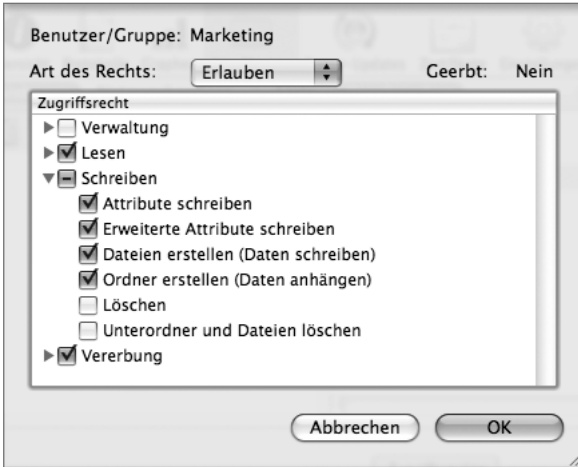 Benutzer/Gruppe: Marketing
Art des Rechts: Erlauben Geerbt: Nein
Zugriffsrecht
Verwaltung
Lesen
Schreiben
Attribute schreiben
Erweiterte Attribute schreiben
Dateien erstellen (Daten schreiben)
Ordner erstellen (Daten anhängen)
Löschen
Unterordner und Dateien löschen
Vererbung
Abbrechen OK